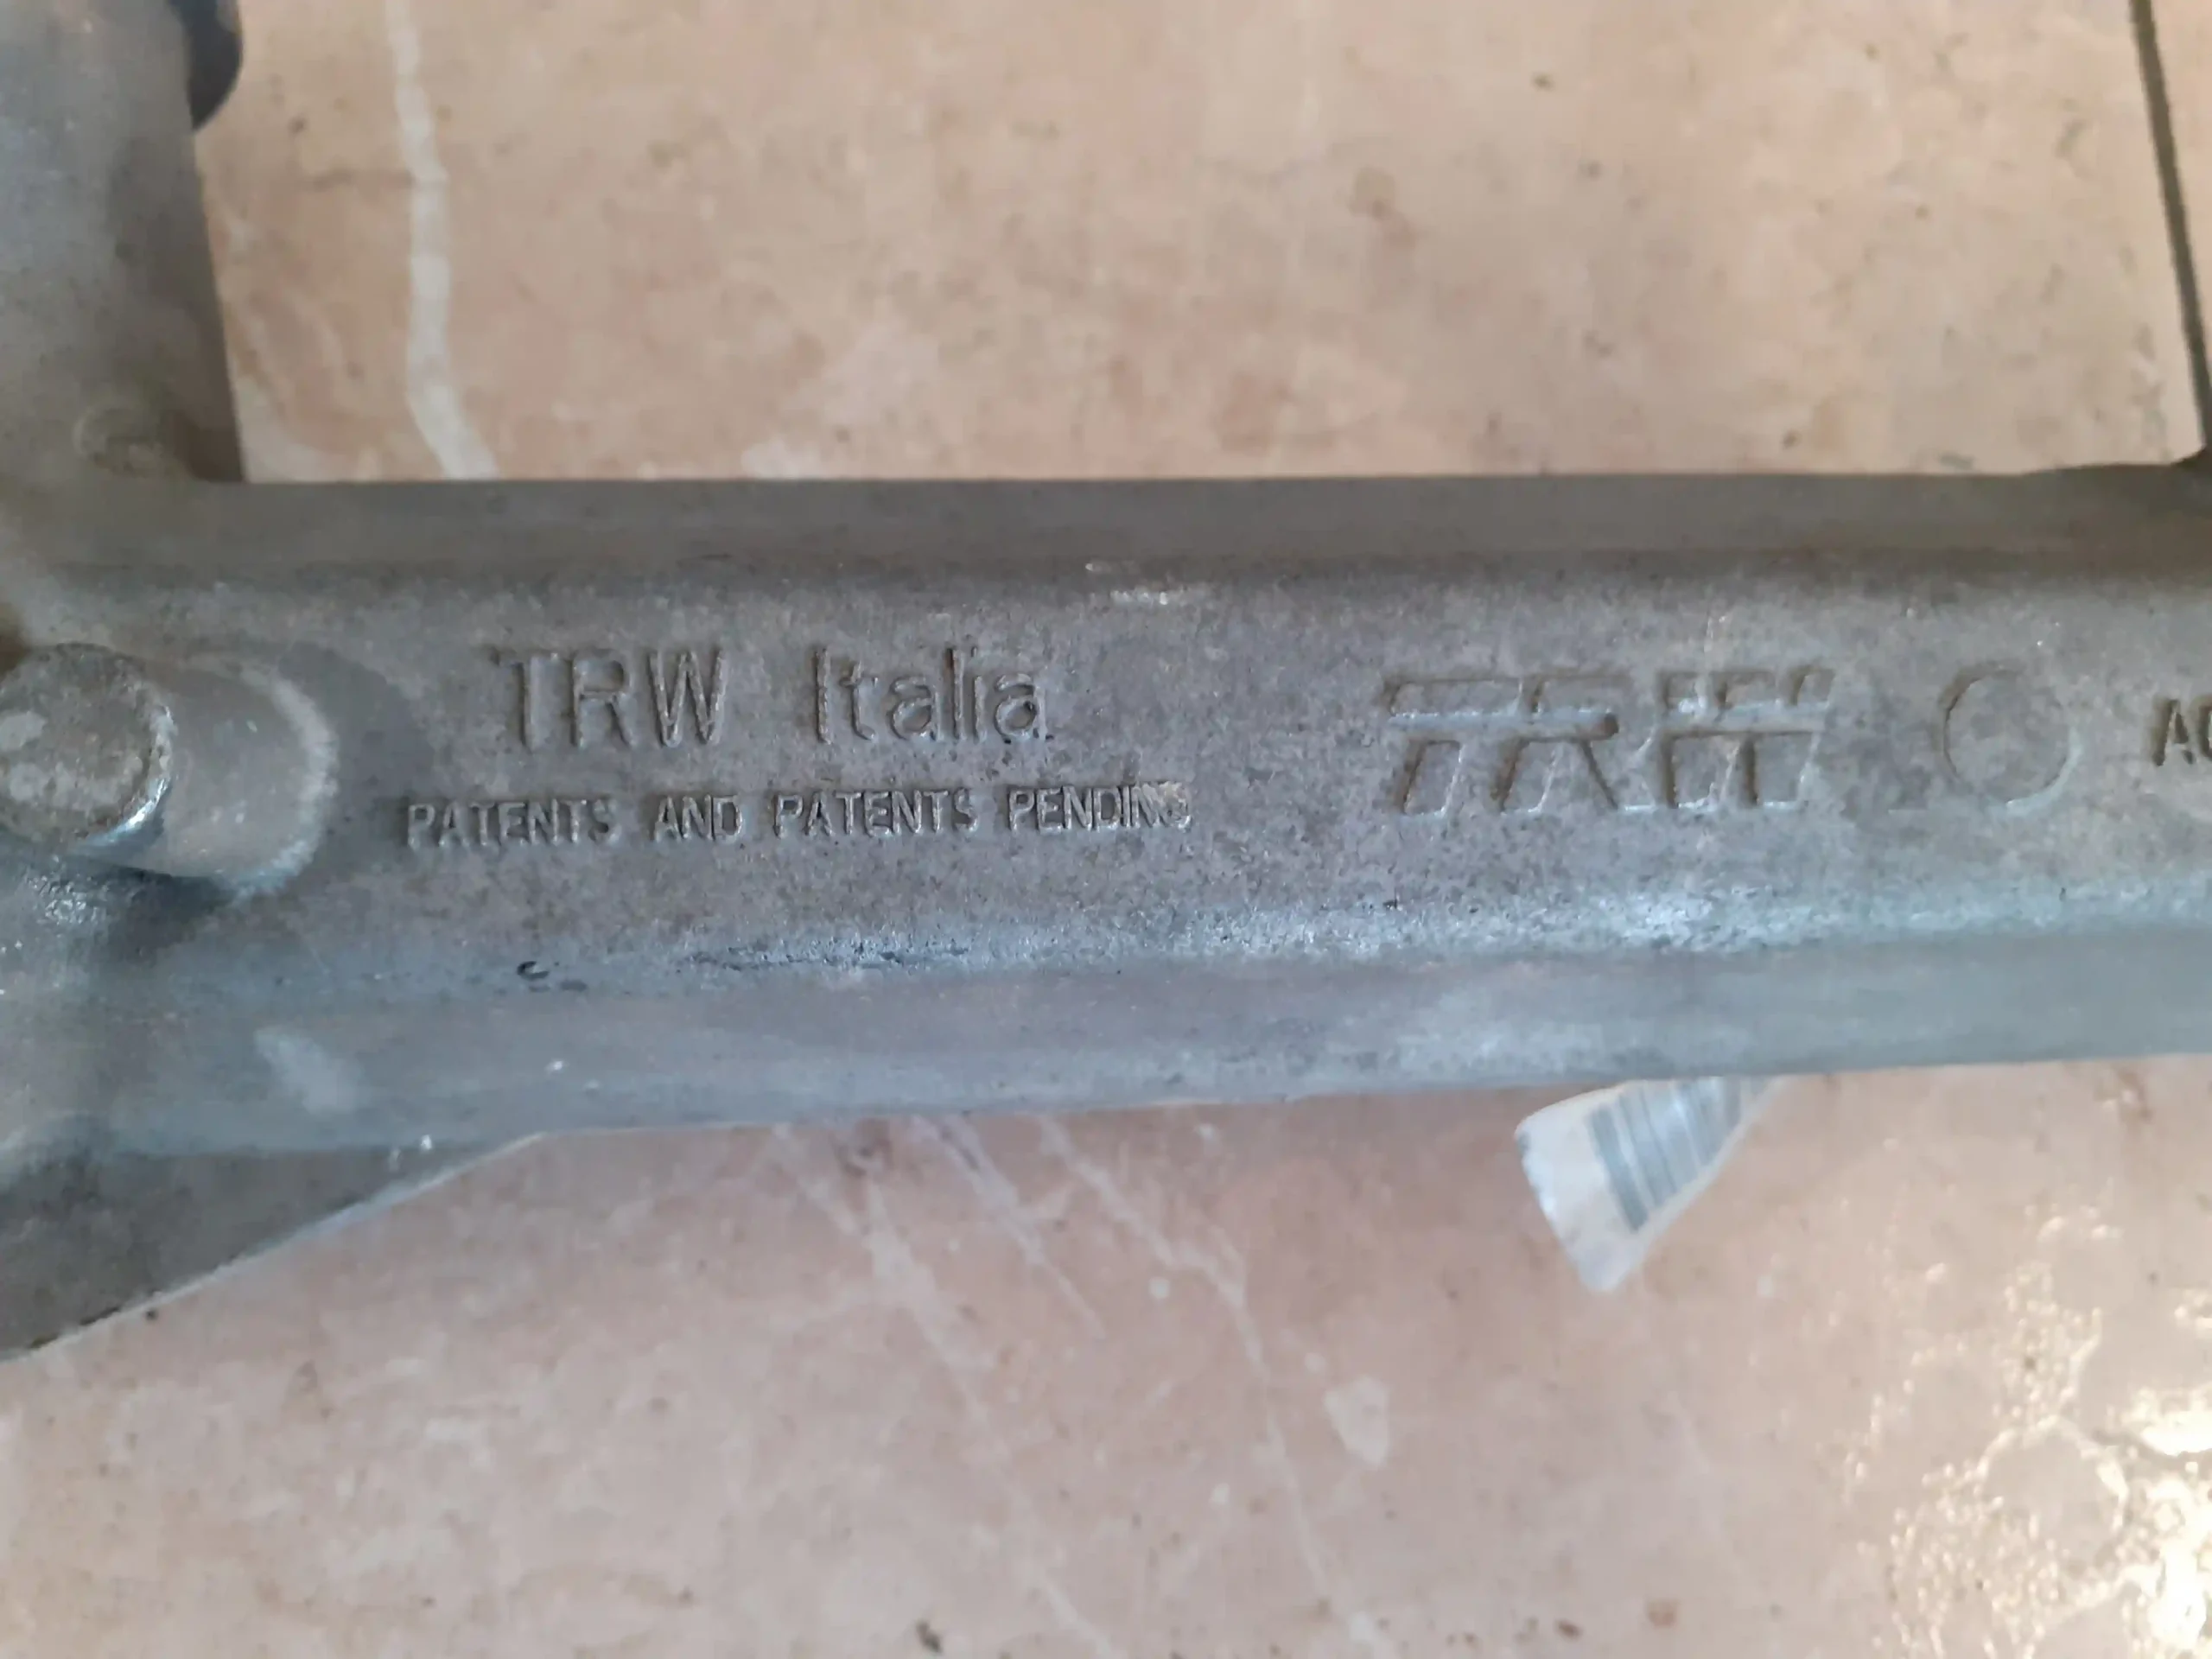 TRW Italia
PATENTS AND PATENTS PENDING
TRW